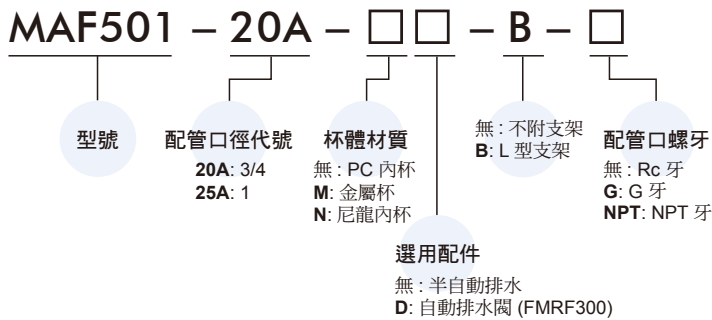 MAF501 – 20A – □□ – B – □
型號
配管口徑代號
20A: 3/4
25A: 1
杯體材質
無 : PC 內杯
M: 金屬杯
N: 尼龍內杯
選用配件
無 : 半自動排水
D: 自動排水閥 (FMRF300)
無 : 不附支架
B: L 型支架
配管口螺牙
無 : Rc 牙
G: G 牙
NPT: NPT 牙